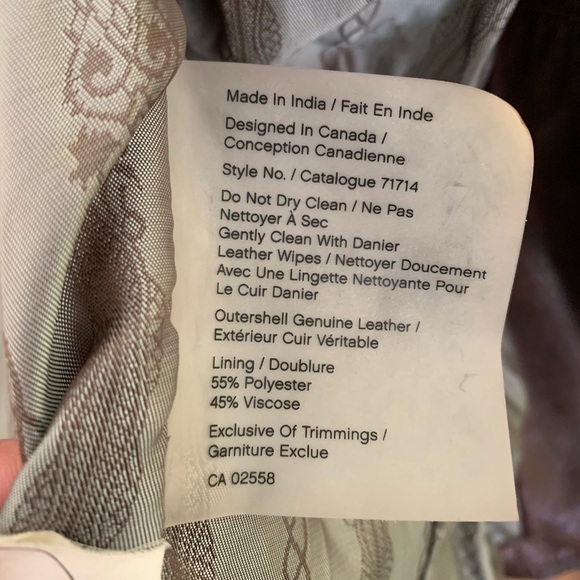 Made In India / Fait En Inde
Designed In Canada /
Conception Canadienne
Style No. / Catalogue 71714
Do Not Dry Clean / Ne Pas
Nettoyer À Sec
Gently Clean With Danier
Leather Wipes / Nettoyer Doucement
Avec Une Lingette Nettoyante Pour
Le Cuir Danier
Outershell Genuine Leather /
Extérieur Cuir Véritable
Lining / Doublure
55% Polyester
45% Viscose
Exclusive Of Trimmings /
Garniture Exclue
CA 02558